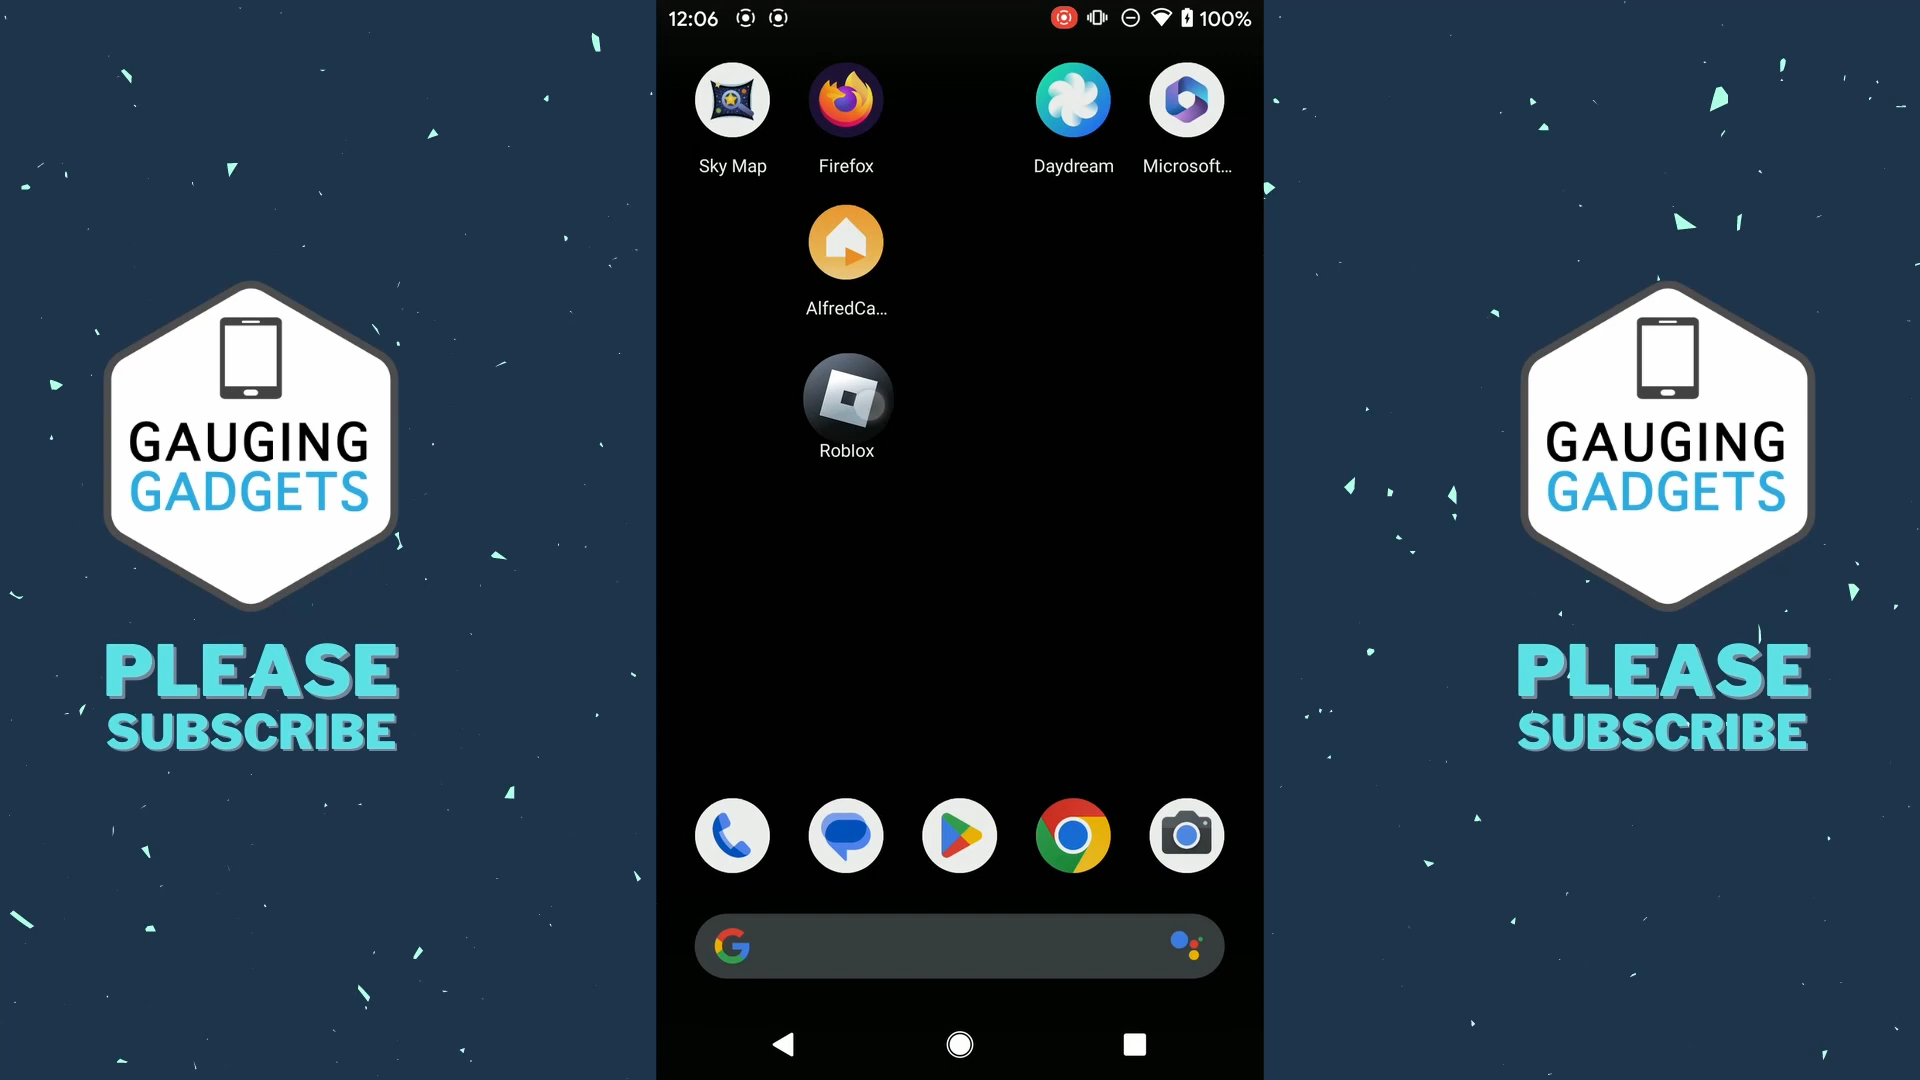 12:06
100%
Sky Map
Firefox
Daydream
Microsoft...
AlfredCa...
Roblox
GAUGING
GADGETS
PLEASE
SUBSCRIBE
GAUGING
GADGETS
PLEASE
SUBSCRIBE